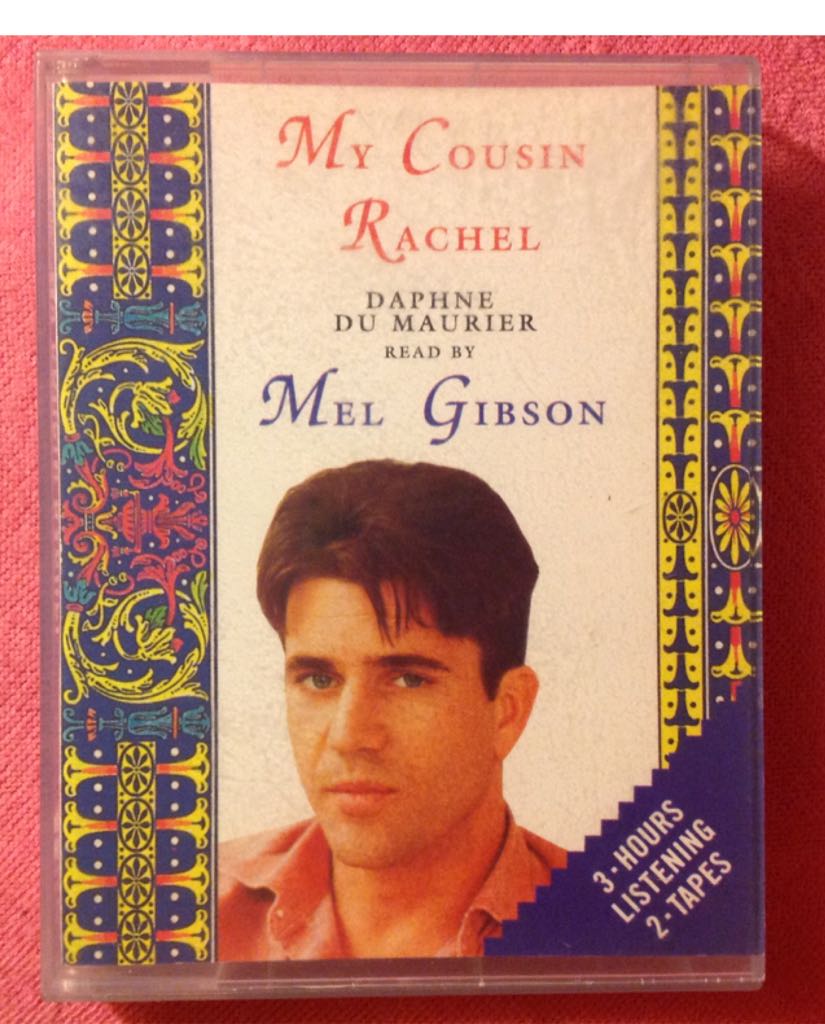 My Cousin
Rachel
DAPHNE
DU MAURIER
READ BY
Mel Gibson
3·HOURS
LISTENING
2·TAPES